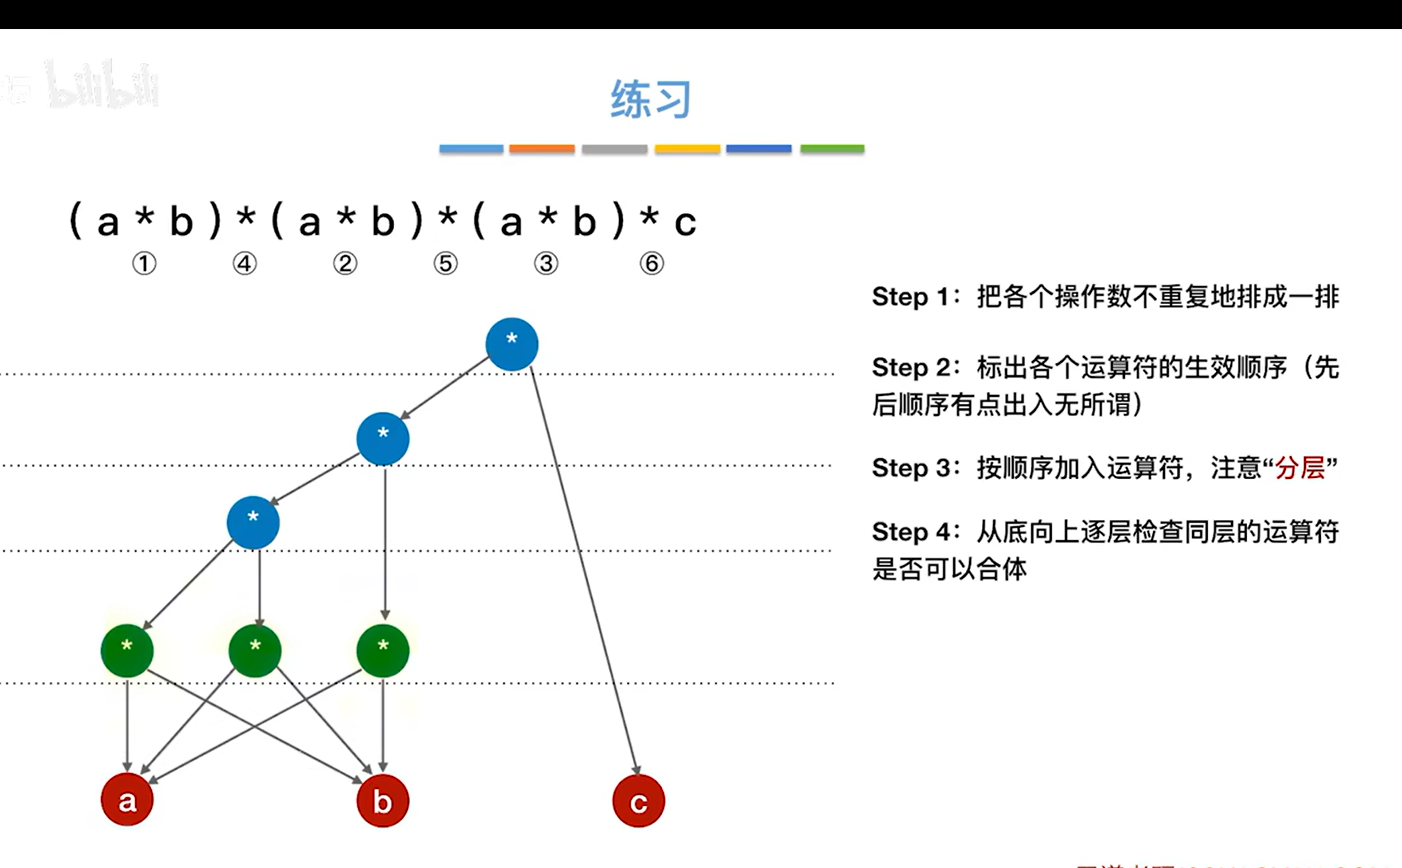 bilibili
练习
( a * b ) * ( a * b ) * ( a * b ) * c
① ④ ② ⑤ ③ ⑥
Step 1：把各个操作数不重复地排成一排
Step 2：标出各个运算符的生效顺序（先
后顺序有点出入无所谓）
Step 3：按顺序加入运算符，注意“分层”
Step 4：从底向上逐层检查同层的运算符
是否可以合体
*
*
*
* * *
a b c